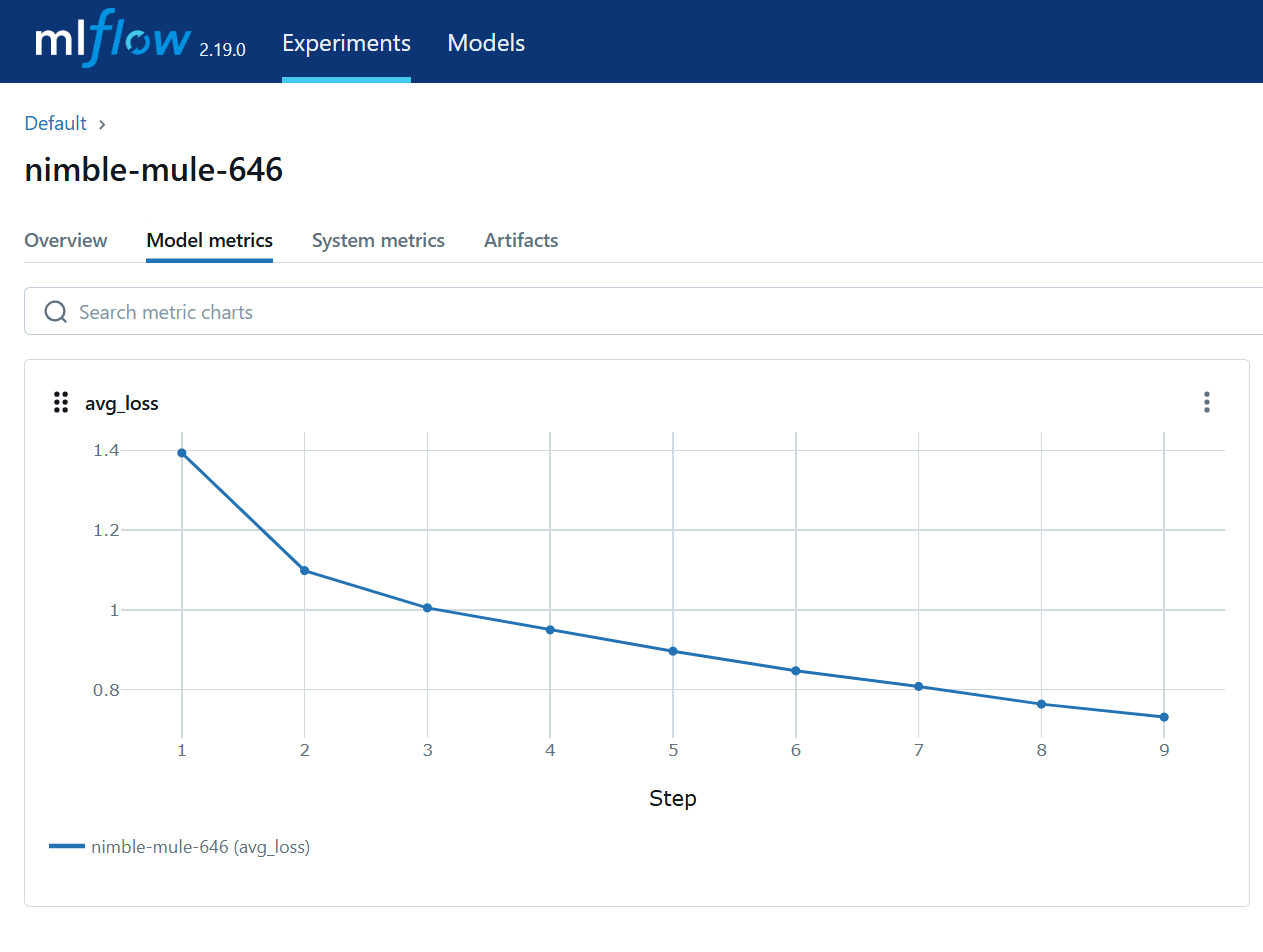 mlflow 2.19.0 Experiments Models
Default
nimble-mule-646
Overview Model metrics System metrics Artifacts
Search metric charts
avg_loss
1.4
1.2
1
0.8
1 2 3 4 5 6 7 8 9
Step
nimble-mule-646 (avg_loss)